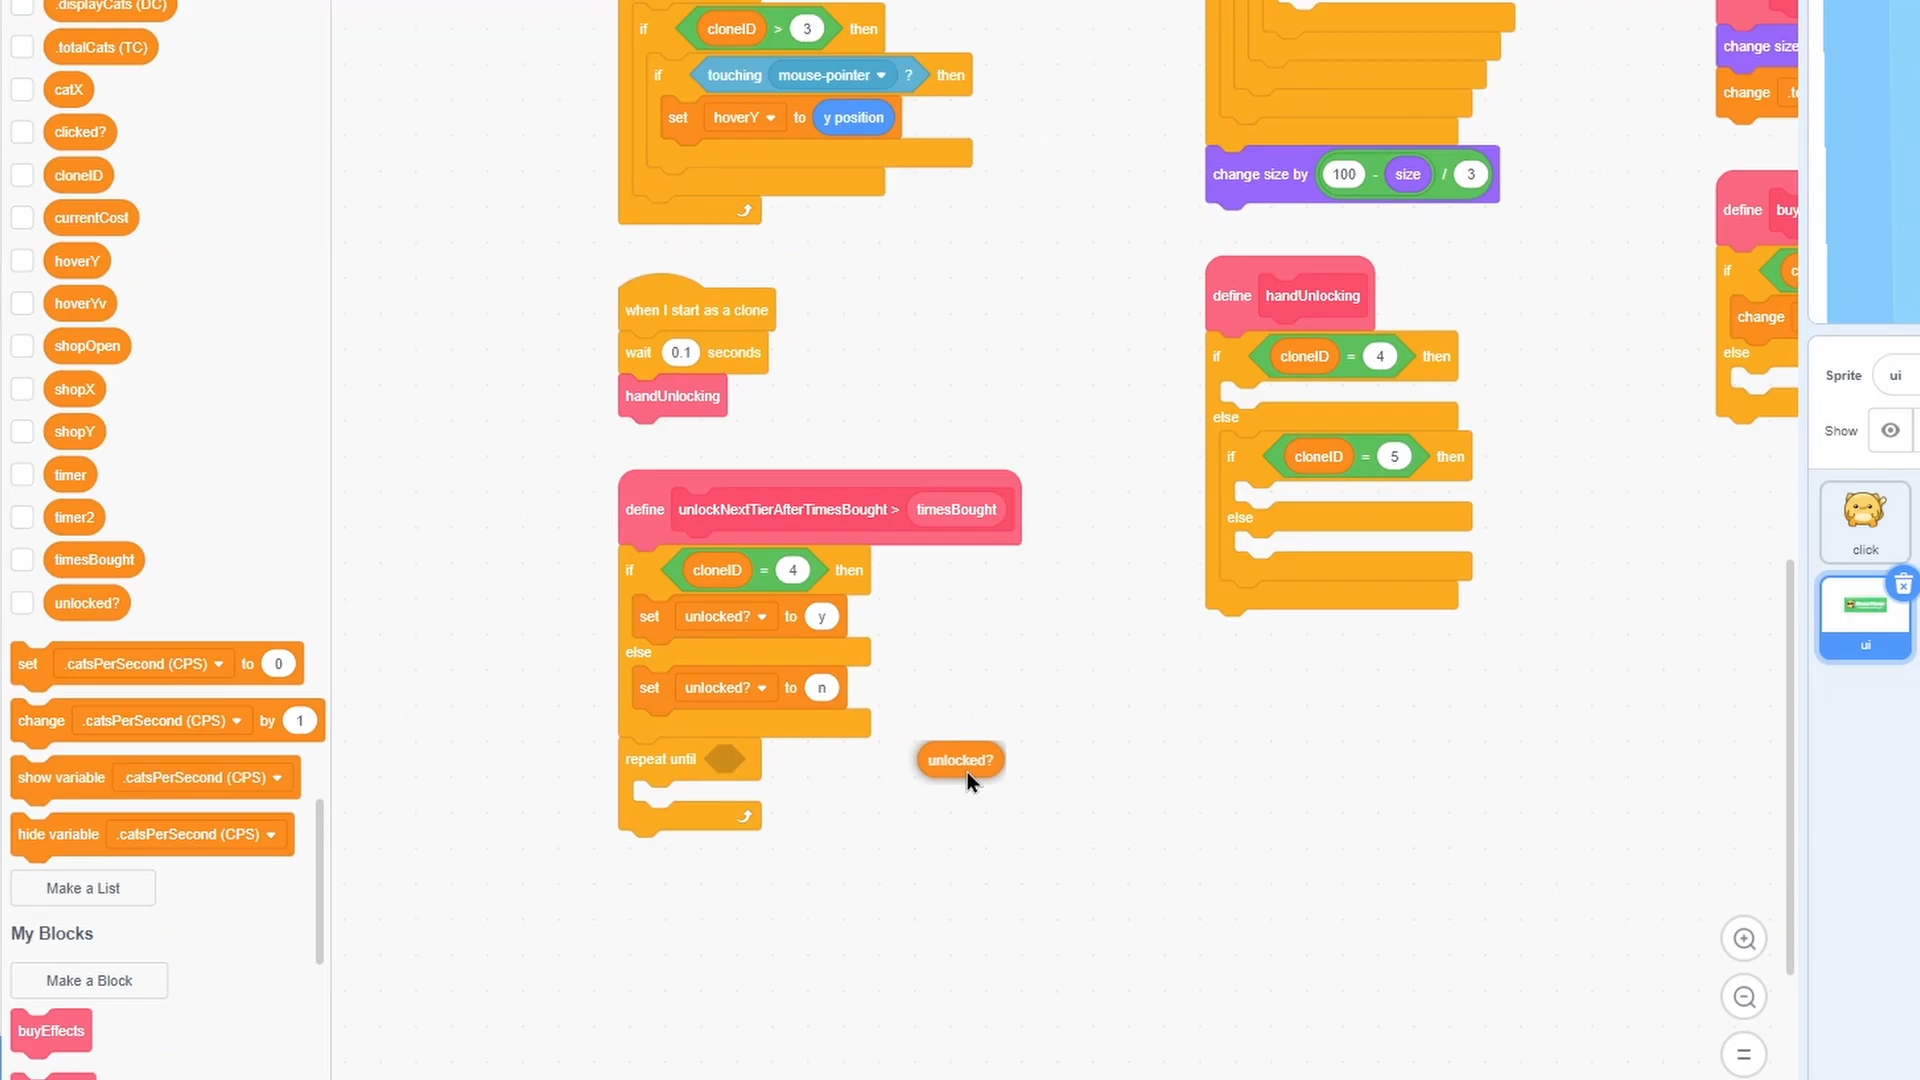 .displayCats (DC)
.totalCats (TC)
catX
clicked?
cloneID
currentCost
hoverY
hoverYv
shopOpen
shopX
shopY
timer
timer2
timesBought
unlocked?
set .catsPerSecond (CPS) to 0
change .catsPerSecond (CPS) by 1
show variable .catsPerSecond (CPS)
hide variable .catsPerSecond (CPS)
Make a List
My Blocks
Make a Block
buyEffects
if cloneID > 3 then
if touching mouse-pointer ? then
set hoverY to y position
when I start as a clone
wait 0.1 seconds
handUnlocking
define unlockNextTierAfterTimesBought > timesBought
if cloneID = 4 then
set unlocked? to y
else
set unlocked? to n
repeat until
unlocked?
change size by 100 - size / 3
define handUnlocking
if cloneID = 4 then
else
if cloneID = 5 then
else
change size
change
define buy
if
change
else
Sprite ui
Show
click
ui